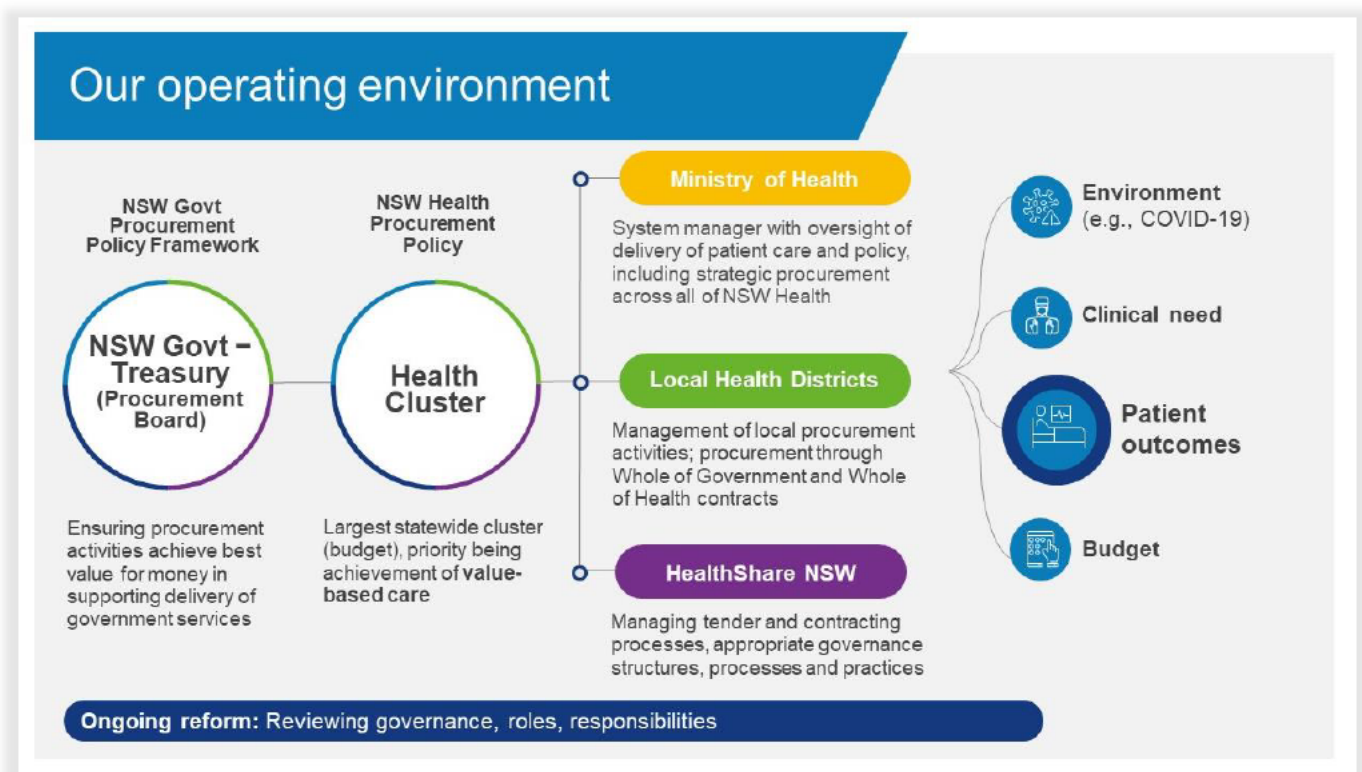 Our operating environment
NSW Govt
Procurement
Policy Framework
NSW Govt –
Treasury
(Procurement
Board)
Ensuring procurement
activities achieve best
value for money in
supporting delivery of
government services
NSW Health
Procurement
Policy
Health
Cluster
Largest statewide cluster
(budget), priority being
achievement of value-
based care
Ministry of Health
System manager with oversight of
delivery of patient care and policy,
including strategic procurement
across all of NSW Health
Local Health Districts
Management of local procurement
activities; procurement through
Whole of Government and Whole
of Health contracts
HealthShare NSW
Managing tender and contracting
processes, appropriate governance
structures, processes and practices
Environment
(e.g., COVID-19)
Clinical need
Patient
outcomes
Budget
Ongoing reform: Reviewing governance, roles, responsibilities